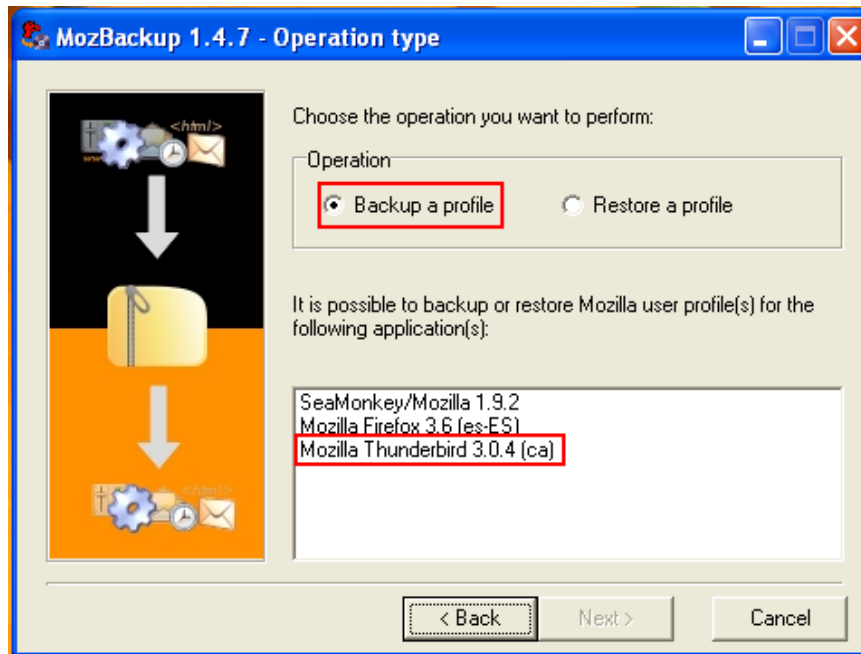 MozBackup 1.4.7 - Operation type
<html>
Choose the operation you want to perform:
Operation
Backup a profile
Restore a profile
It is possible to backup or restore Mozilla user profile(s) for the
following application(s):
SeaMonkey/Mozilla 1.9.2
Mozilla Firefox 3.6 (es-ES)
Mozilla Thunderbird 3.0.4 (ca)
<html>
< Back
Next >
Cancel